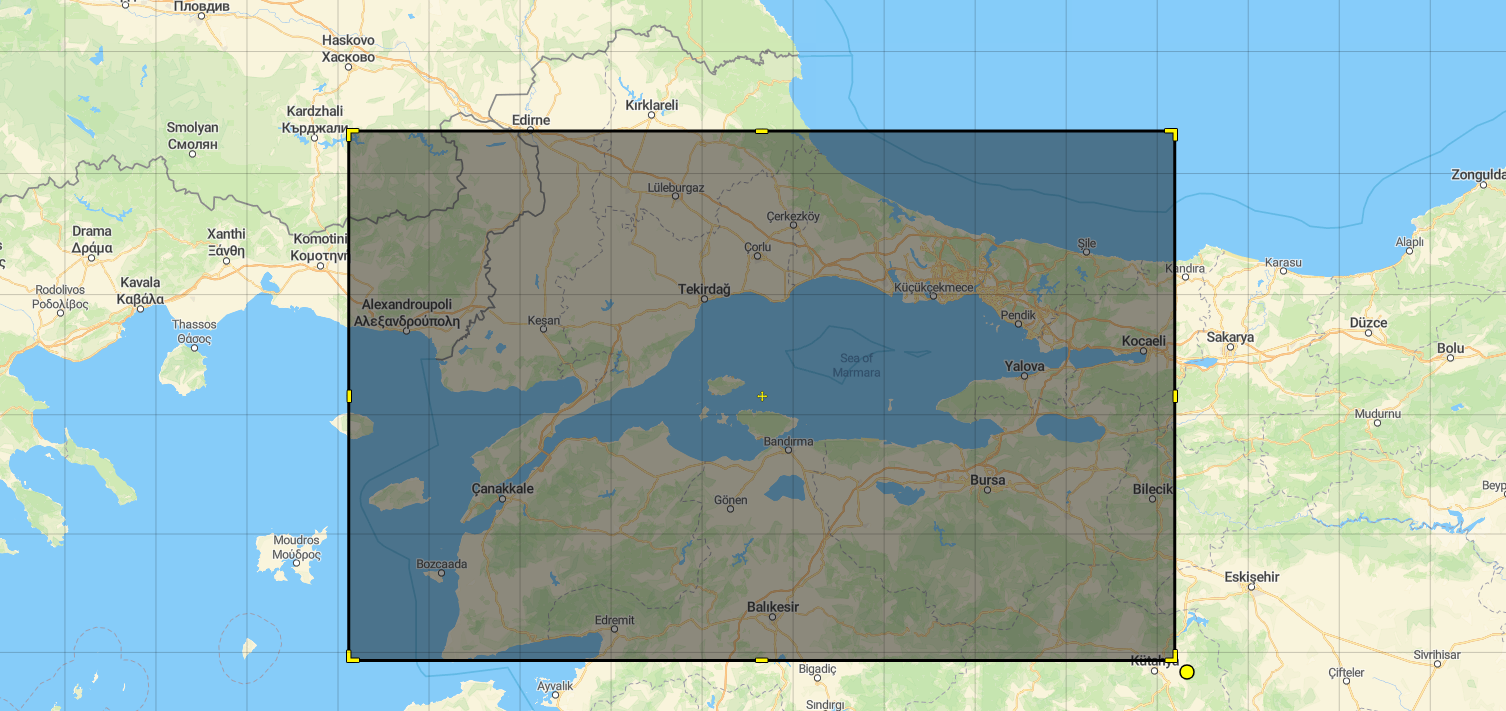 Пловдив
Haskovo
Хасково
Kırklareli
Kardzhali
Кърджали
Edirne
Smolyan
Смолян
Zongulda
Lüleburgaz
Çerkezköy
Drama
Δράμα
Xanthi
Ξάνθη
Komotini
Κομοτην
Çorlu
Şile
Alaplı
Kandıra
Karasu
Kavala
Καβάλα
Rodolivos
Ροδολίβος
Tekirdağ
Küçükçekmece
Alexandroupoli
Αλεξανδρούπολη
Keşan
Pendik
Thassos
Θάσος
Kocaeli
Sakarya
Düzce
Bolu
Sea of
Marmara
Yalova
Mudurnu
Bandırma
Çanakkale
Gönen
Bursa
Bilecik
Beyp
Moudros
Μούδρος
Bozcaada
Eskişehir
Edremit
Balıkesir
Kütahya
Bigadiç
Çifteler
Sivrihisar
Ayvalık
Sındırgı